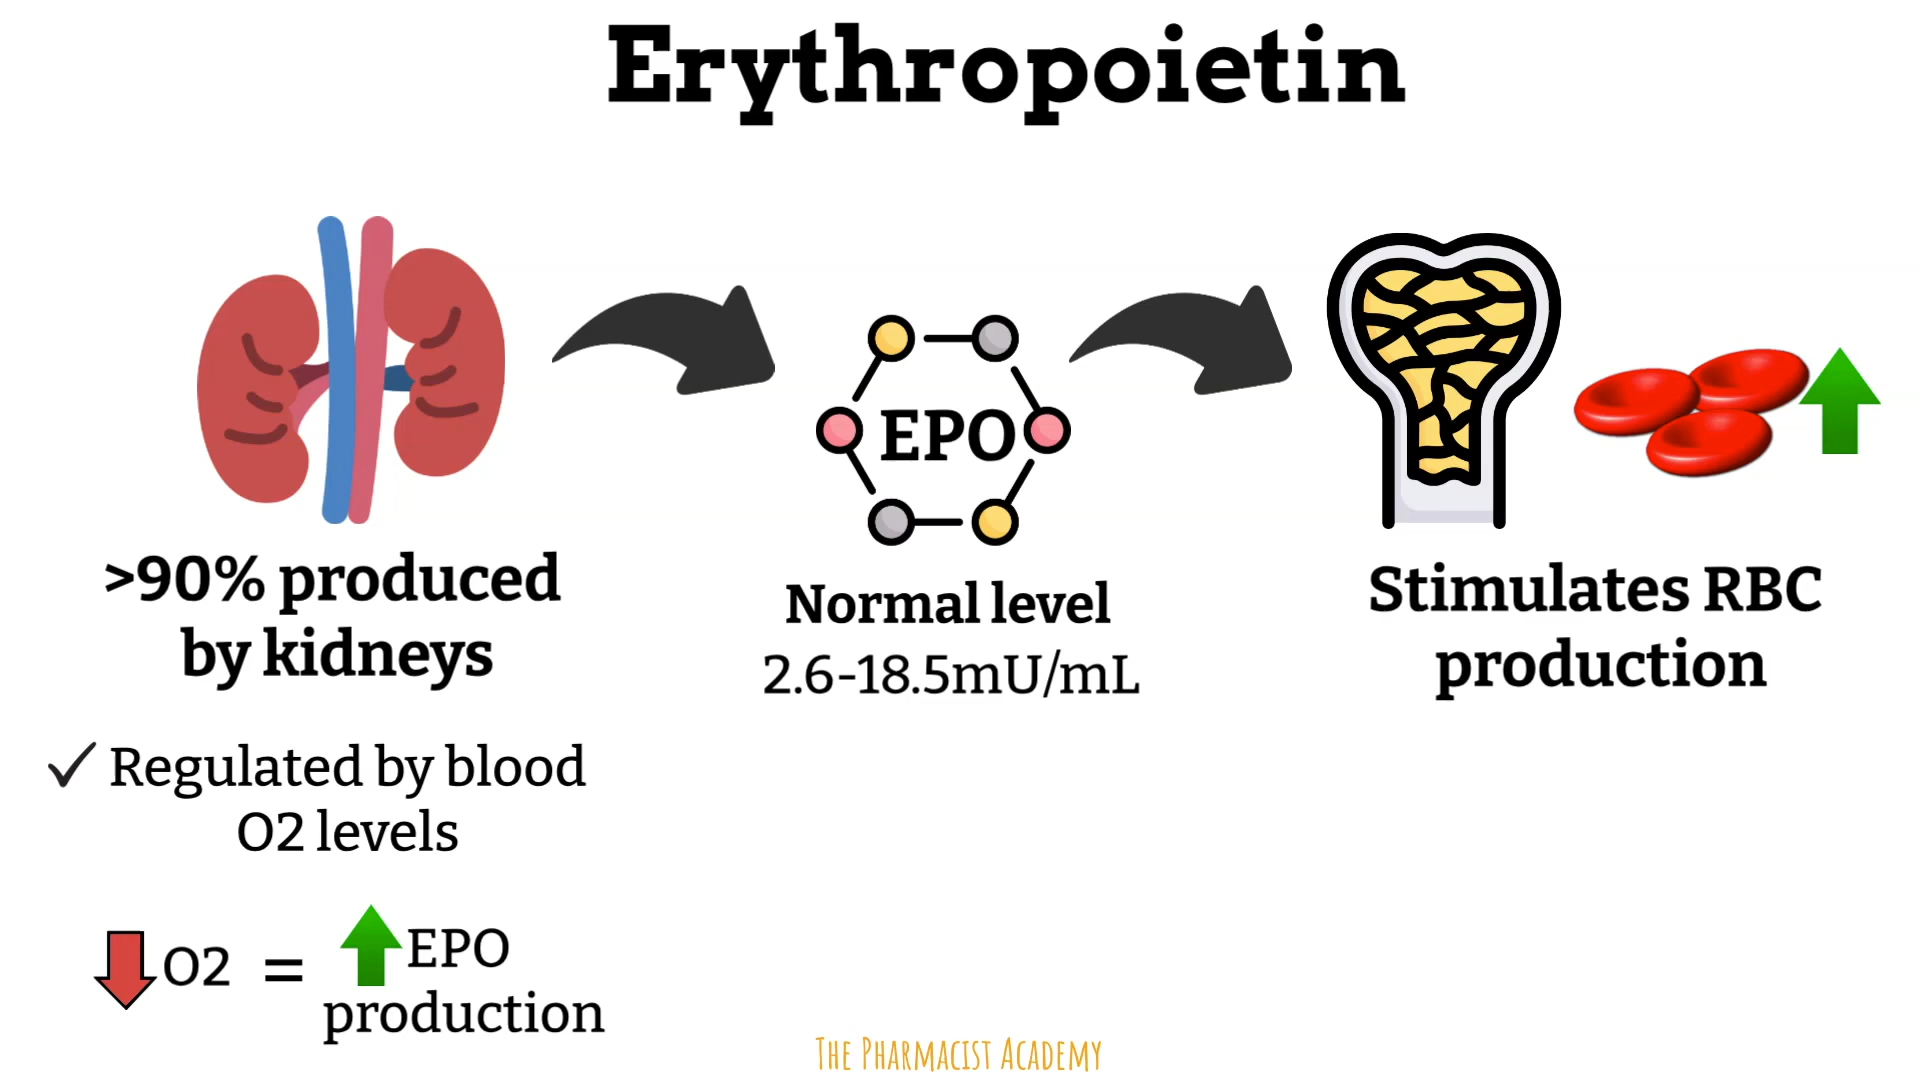 Erythropoietin
>90% produced
by kidneys
✓ Regulated by blood
O2 levels
O2 = EPO
production
EPO
Normal level
2.6-18.5mU/mL
Stimulates RBC
production
The Pharmacist Academy